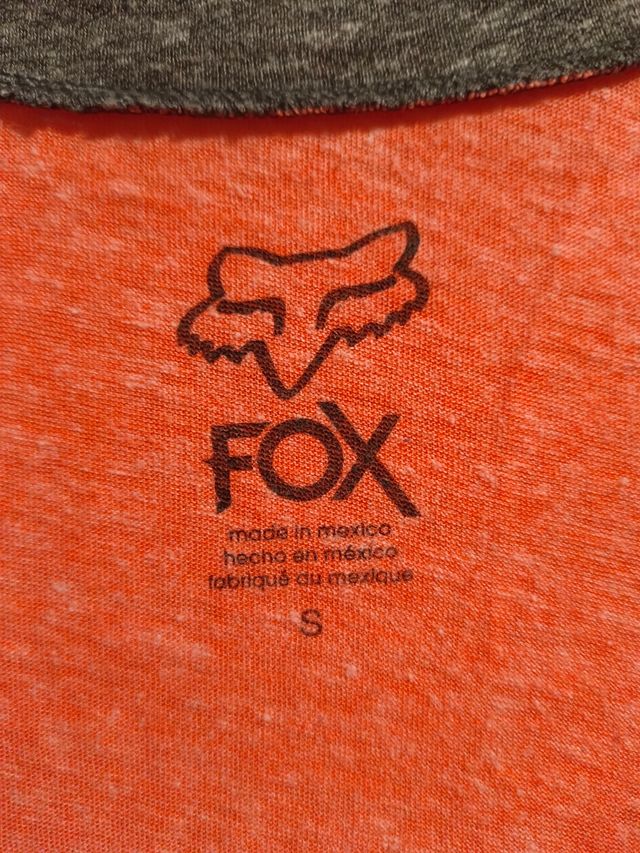 FOX
made in mexico
hecho en méxico
fabriqué au mexique
S